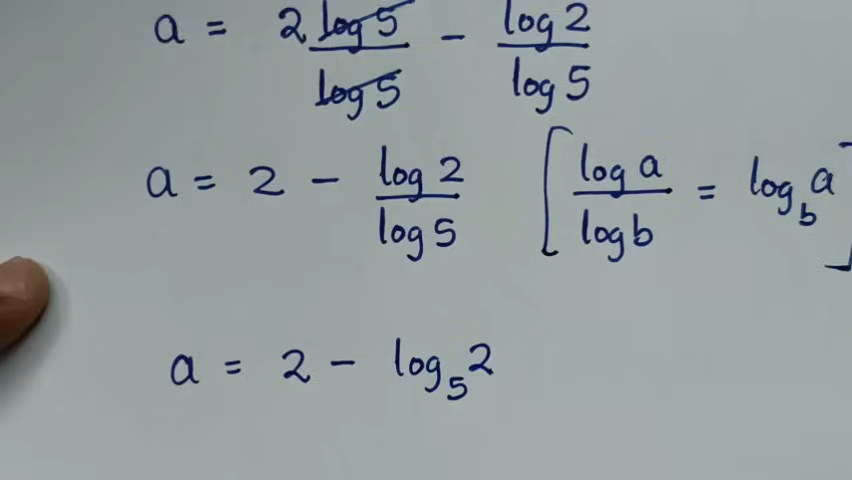 a = 2 log 5 / log 5 - log 2 / log 5
a = 2 - log 2 / log 5 [ log a / log b = log_b a ]
a = 2 - log_5 2